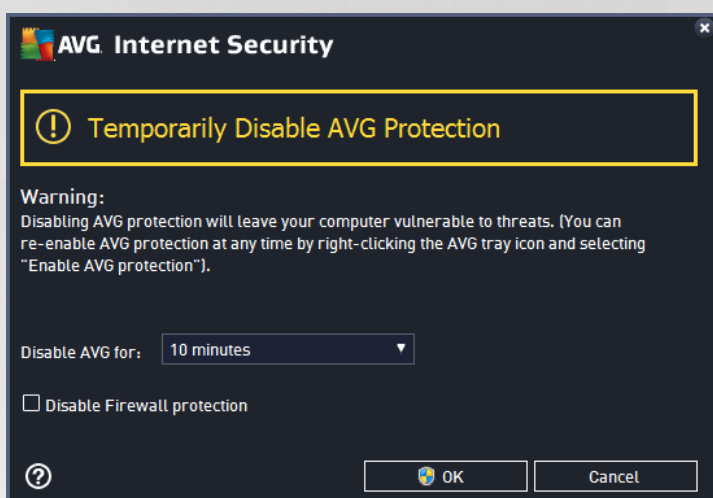 AVG. Internet Security
Temporarily Disable AVG Protection
Warning:
Disabling AVG protection will leave your computer vulnerable to threats. (You can
re-enable AVG protection at any time by right-clicking the AVG tray icon and selecting
"Enable AVG protection").
Disable AVG for: 10 minutes
Disable Firewall protection
OK Cancel